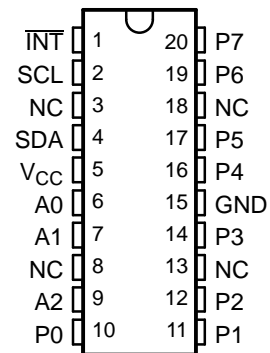 I̅N̅T̅ 1 20 P7
SCL 2 19 P6
NC 3 18 NC
SDA 4 17 P5
VCC 5 16 P4
A0 6 15 GND
A1 7 14 P3
NC 8 13 NC
A2 9 12 P2
P0 10 11 P1